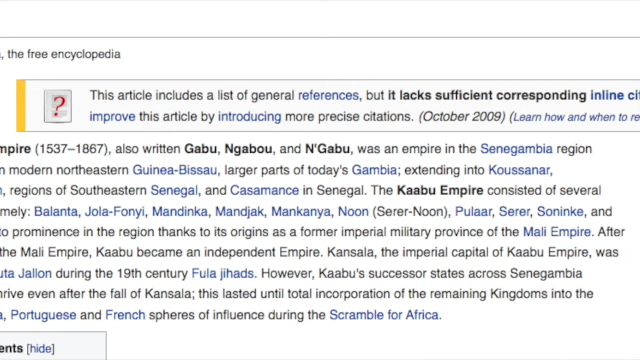 , the free encyclopedia
This article includes a list of general references, but it lacks sufficient corresponding inline
improve this article by introducing more precise citations. (October 2009) (Learn how and when to
mpire (1537–1867), also written Gabu, Ngabou, and N'Gabu, was an empire in the Senegambia region
modern northeastern Guinea-Bissau, larger parts of today's Gambia; extending into Koussanar,
, regions of Southeastern Senegal, and Casamance in Senegal. The Kaabu Empire consisted of several
mely: Balanta, Jola-Fonyi, Mandinka, Mandjak, Mankanya, Noon (Serer-Noon), Pulaar, Serer, Soninke, and
to prominence in the region thanks to its origins as a former imperial military province of the Mali Empire. After
the Mali Empire, Kaabu became an independent Empire. Kansala, the imperial capital of Kaabu Empire, was
uta Jallon during the 19th century Fula jihads. However, Kaabu's successor states across Senegambia
hrive even after the fall of Kansala; this lasted until total incorporation of the remaining Kingdoms into the
, Portuguese and French spheres of influence during the Scramble for Africa.
ents [hide]